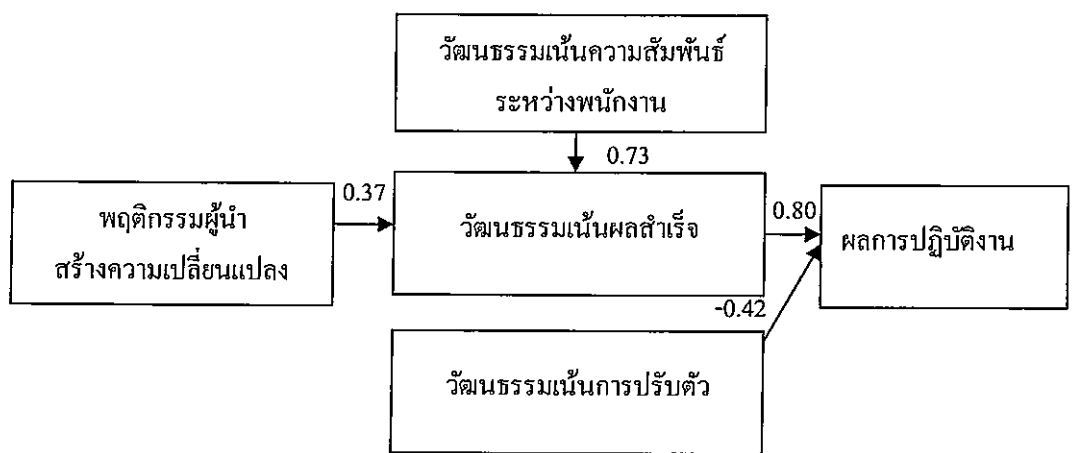 วัฒนธรรมเน้นความสัมพันธ์
ระหว่างพนักงาน
0.73
พฤติกรรมผู้นำ
สร้างความเปลี่ยนแปลง
0.37
วัฒนธรรมเน้นผลสำเร็จ
0.80
ผลการปฏิบัติงาน
-0.42
วัฒนธรรมเน้นการปรับตัว